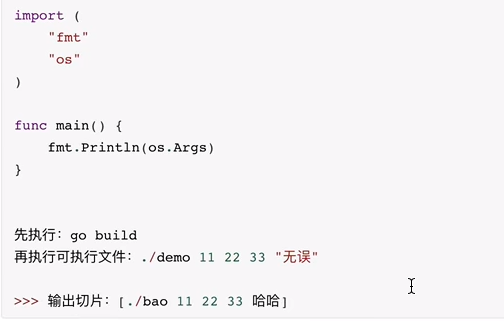 import (
"fmt"
"os"
)
func main() {
fmt.Println(os.Args)
}
先执行：go build
再执行可执行文件：./demo 11 22 33 "无误"
>>> 输出切片：[./bao 11 22 33 哈哈]